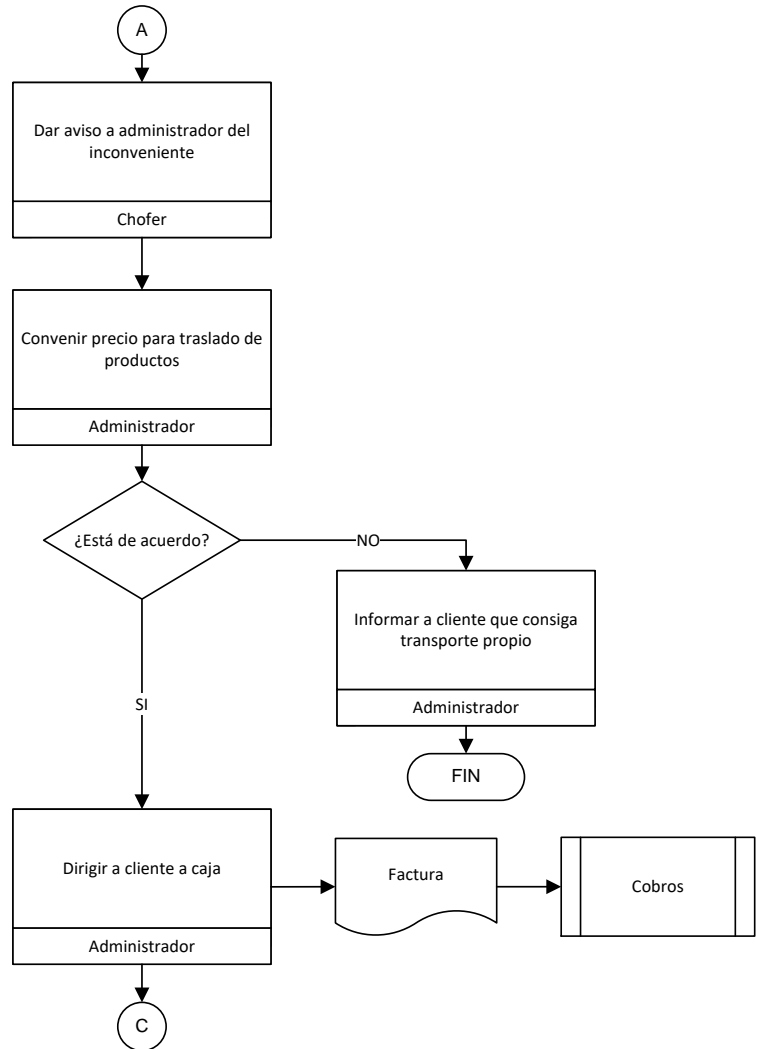 A
Dar aviso a administrador del
inconveniente
Chofer
Convenir precio para traslado de
productos
Administrador
¿Está de acuerdo?
NO
Informar a cliente que consiga
transporte propio
Administrador
FIN
SI
Dirigir a cliente a caja
Administrador
Factura
Cobros
C